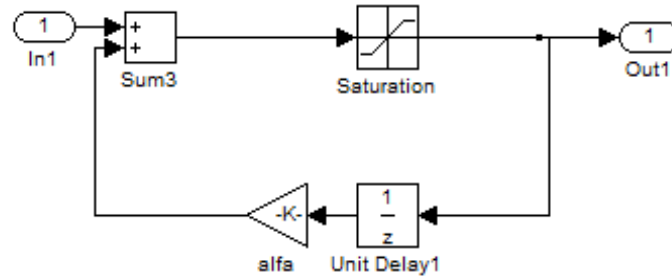 1
In1
+
+
Sum3
Saturation
1
Out1
-K-
alfa
1
z
Unit Delay1